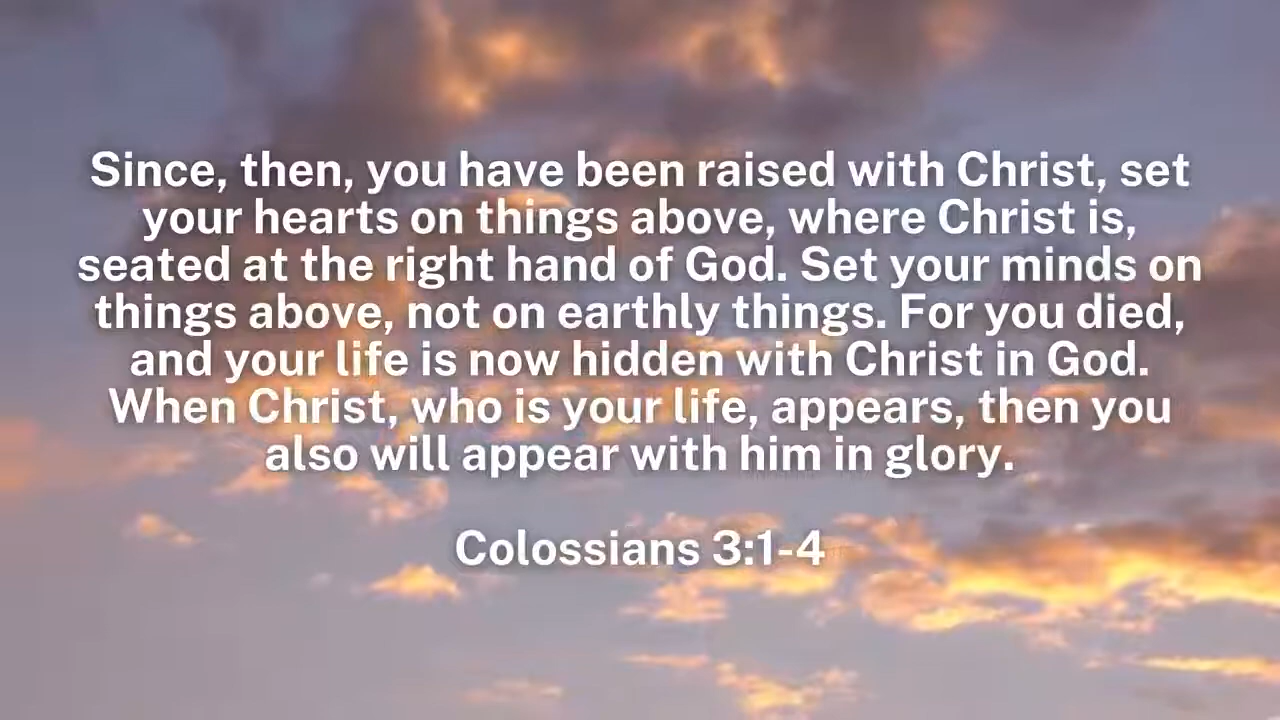 Since, then, you have been raised with Christ, set
your hearts on things above, where Christ is,
seated at the right hand of God. Set your minds on
things above, not on earthly things. For you died,
and your life is now hidden with Christ in God.
When Christ, who is your life, appears, then you
also will appear with him in glory.
Colossians 3:1-4